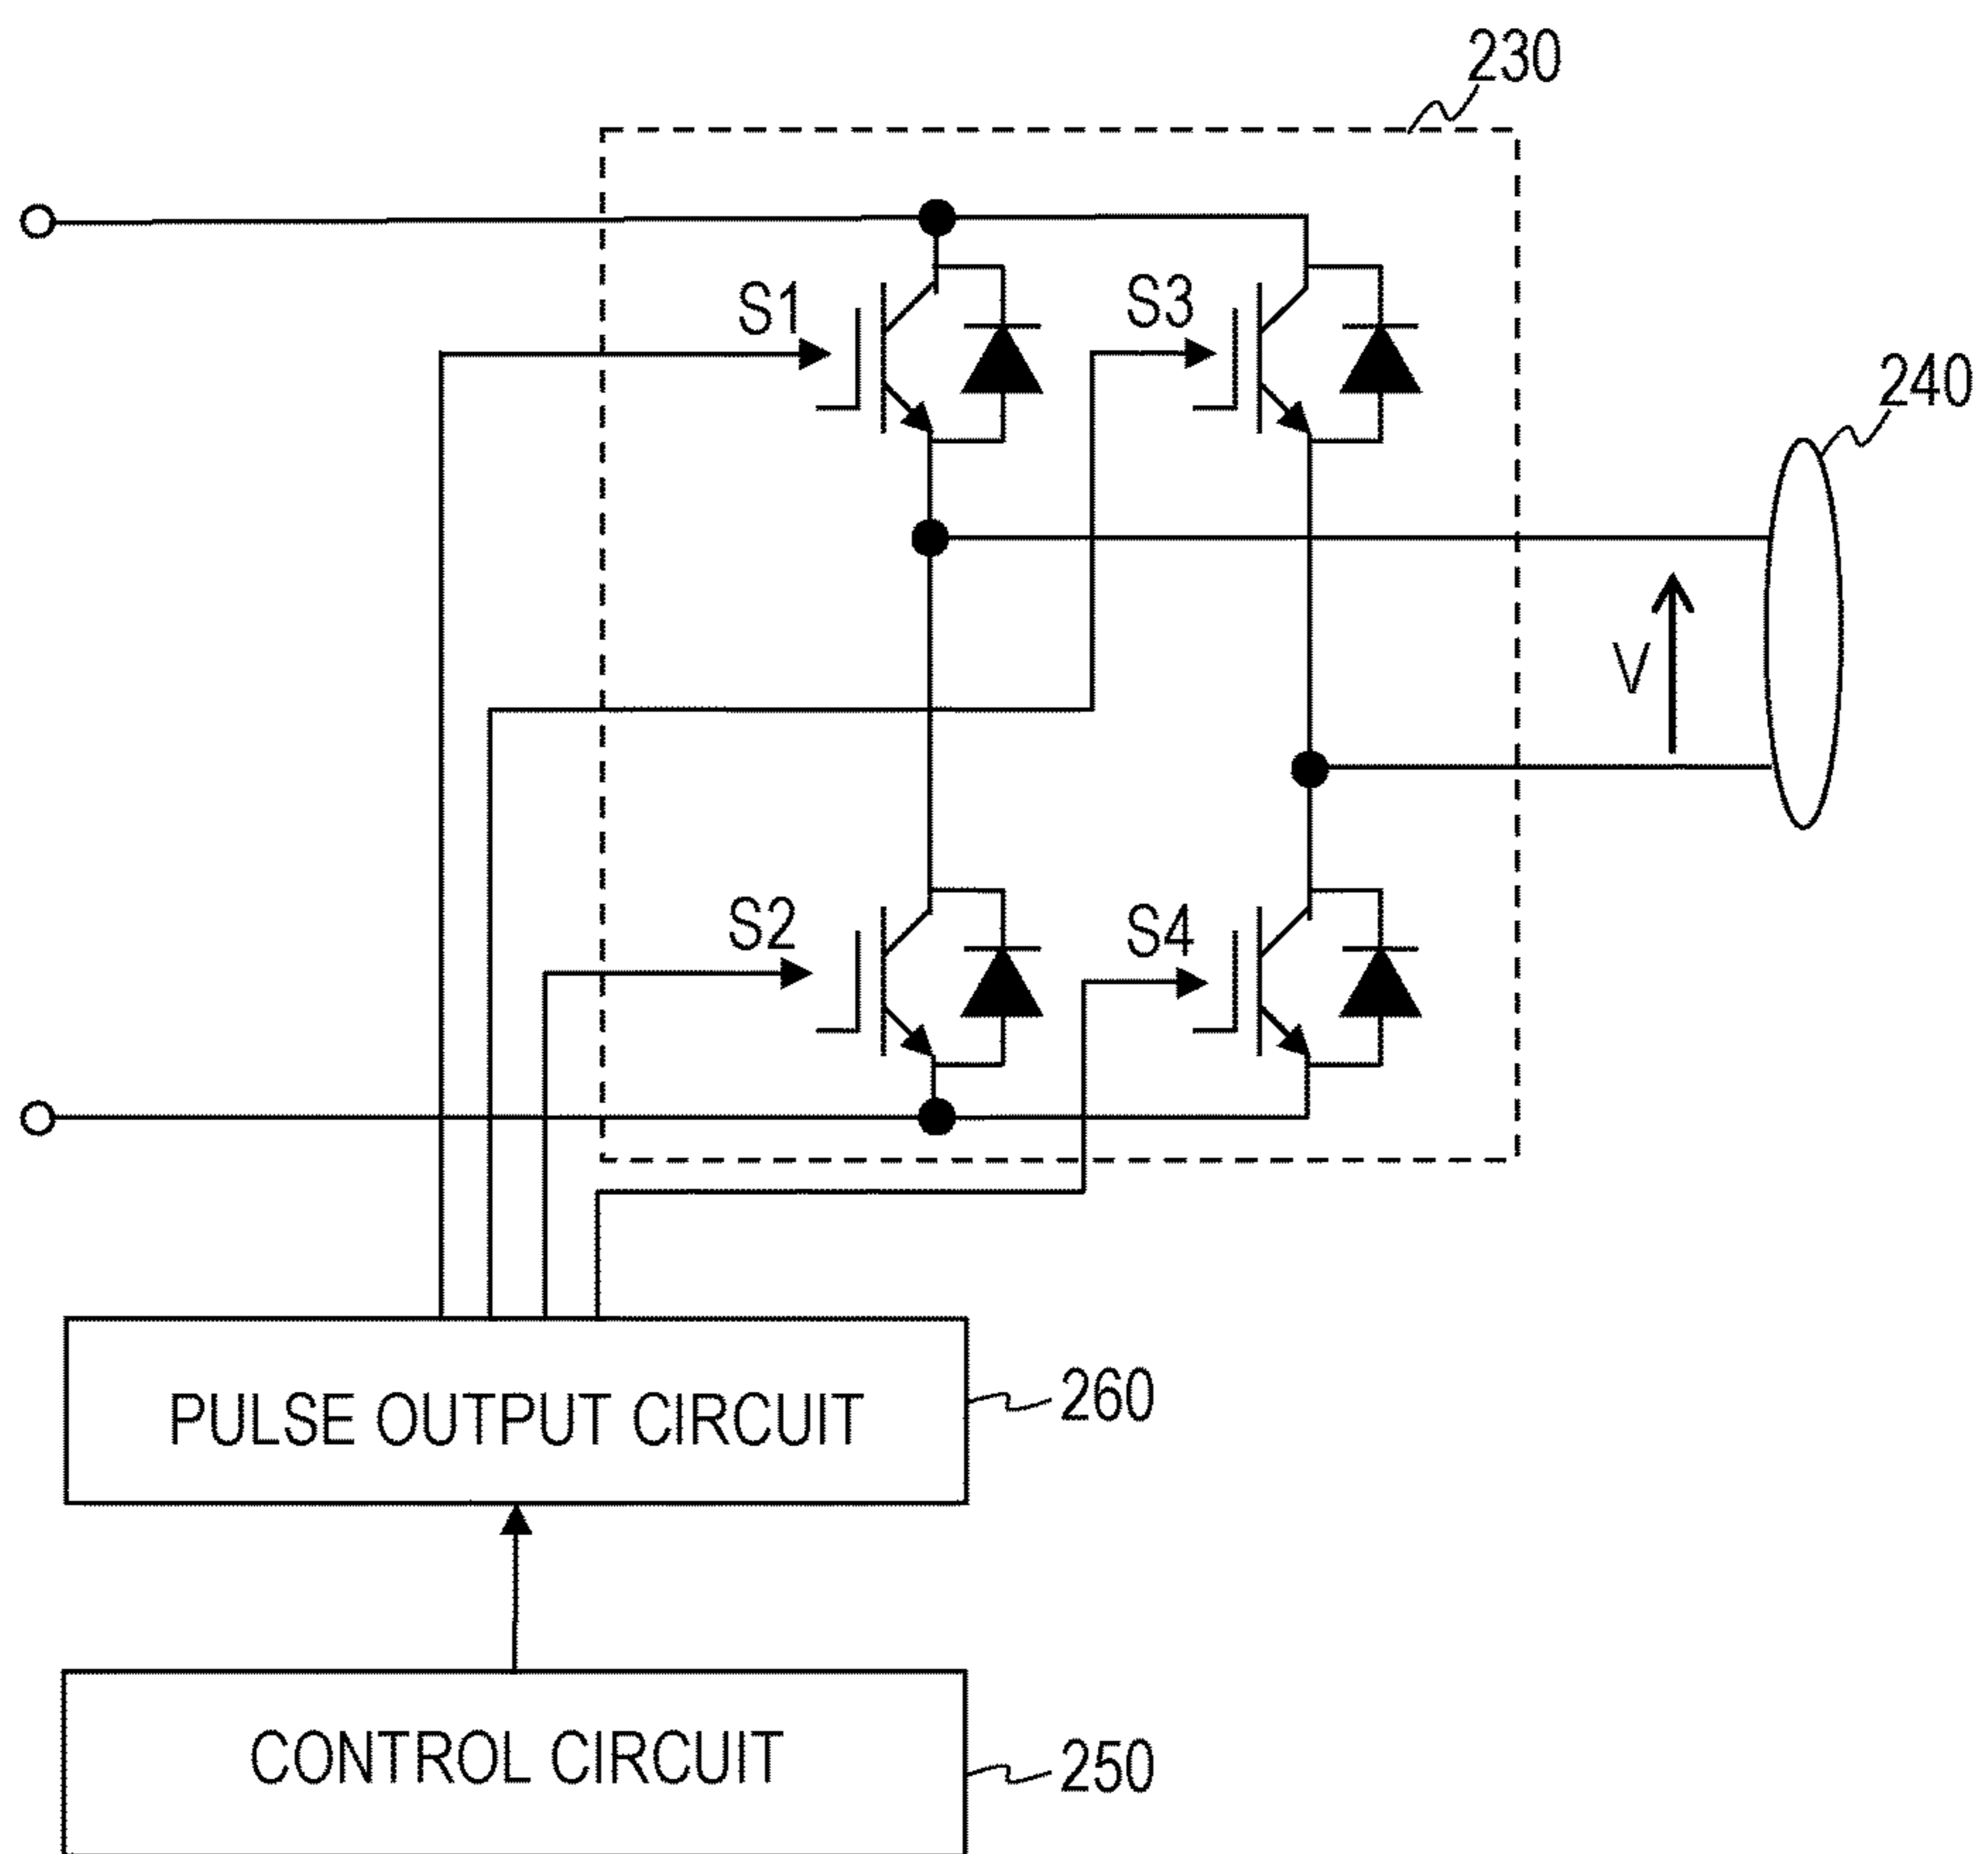 230
S1
S3
240
V
S2
S4
PULSE OUTPUT CIRCUIT
260
CONTROL CIRCUIT
250